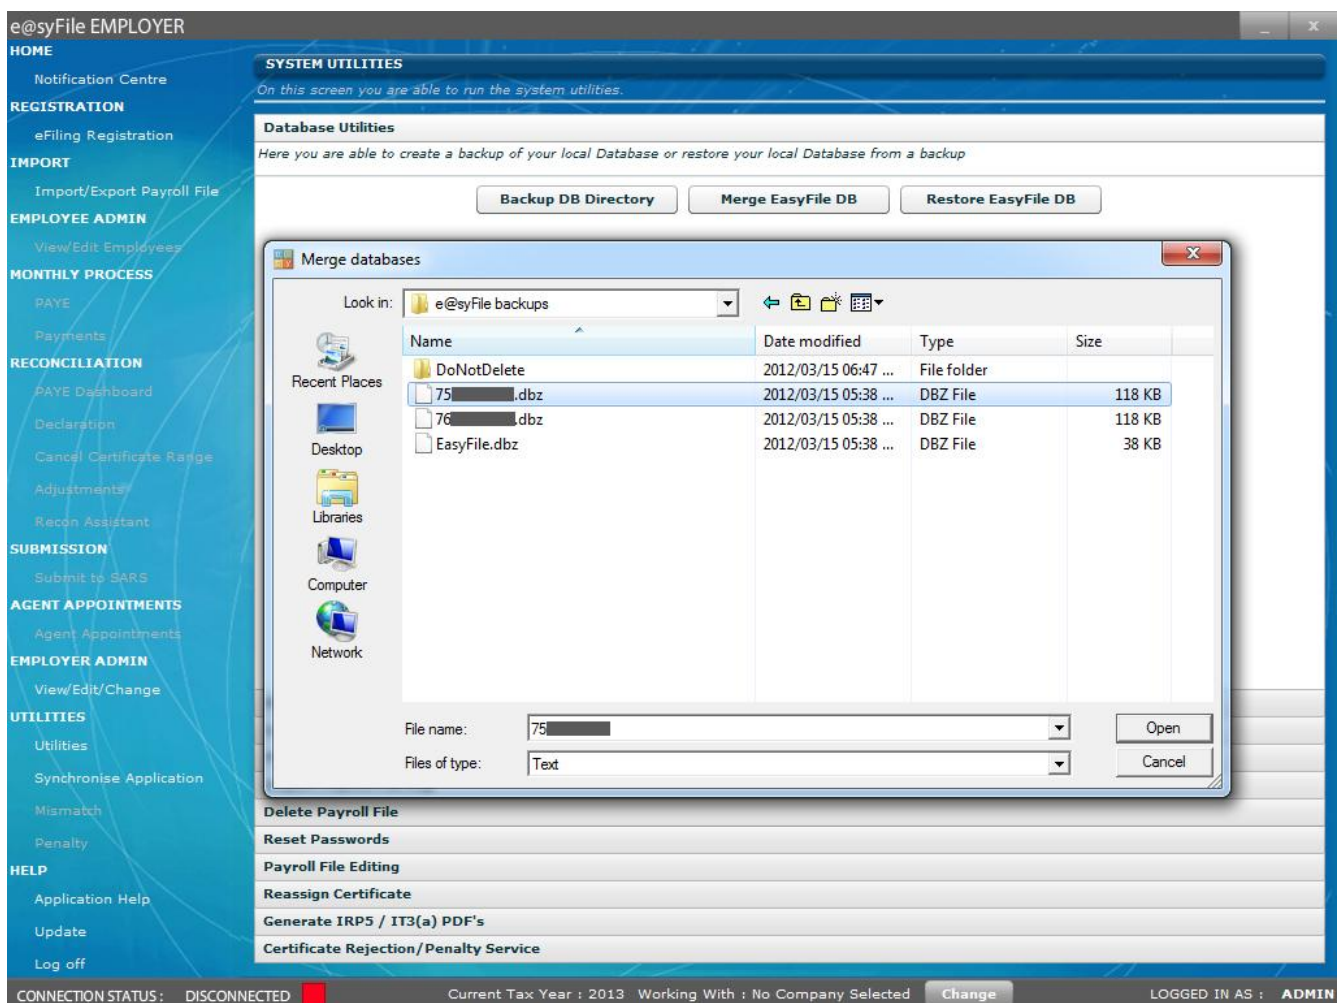 e@syFile EMPLOYER
_ x
HOME
Notification Centre
REGISTRATION
eFiling Registration
IMPORT
Import/Export Payroll File
EMPLOYEE ADMIN
View/Edit Employees
MONTHLY PROCESS
PAYE
Payments
RECONCILIATION
PAYE Dashboard
Declaration
Cancel Certificate Range
Adjustments
Recon Assistant
SUBMISSION
Submit to SARS
AGENT APPOINTMENTS
Agent Appointments
EMPLOYER ADMIN
View/Edit/Change
UTILITIES
Utilities
Synchronise Application
Mismatch
Penalty
HELP
Application Help
Update
Log off
SYSTEM UTILITIES
On this screen you are able to run the system utilities.
Database Utilities
Here you are able to create a backup of your local Database or restore your local Database from a backup
Backup DB Directory Merge EasyFile DB Restore EasyFile DB
Merge databases
Look in: e@syFile backups
Recent Places
Desktop
Libraries
Computer
Network
Name Date modified Type Size
DoNotDelete 2012/03/15 06:47 ... File folder
75 .dbz 2012/03/15 05:38 ... DBZ File 118 KB
76 .dbz 2012/03/15 05:38 ... DBZ File 118 KB
EasyFile.dbz 2012/03/15 05:38 ... DBZ File 38 KB
File name: 75 Open
Files of type: Text Cancel
Delete Payroll File
Reset Passwords
Payroll File Editing
Reassign Certificate
Generate IRP5 / IT3(a) PDF's
Certificate Rejection/Penalty Service
CONNECTION STATUS : DISCONNECTED Current Tax Year : 2013 Working With : No Company Selected Change LOGGED IN AS : ADMIN